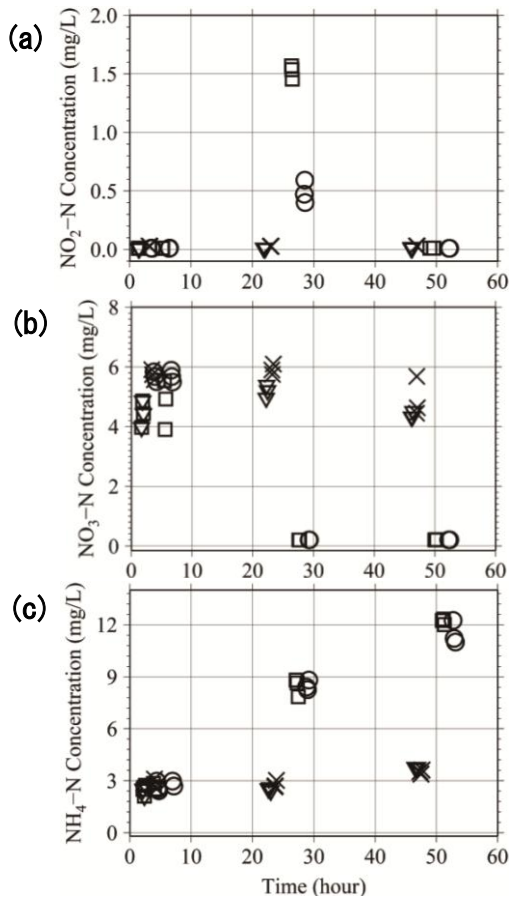 (a)
NO₂−N Concentration (mg/L)
2.0
1.5
1.0
0.5
0.0
0 10 20 30 40 50 60
(b)
NO₃−N Concentration (mg/L)
8
6
4
2
0
0 10 20 30 40 50 60
(c)
NH₄−N Concentration (mg/L)
12
9
6
3
0
0 10 20 30 40 50 60
Time (hour)